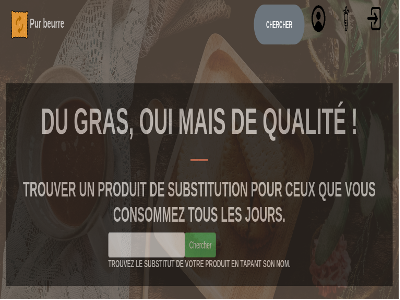 Pur beurre
CHERCHER
DU GRAS, OUI MAIS DE QUALITÉ !
TROUVER UN PRODUIT DE SUBSTITUTION POUR CEUX QUE VOUS
CONSOMMEZ TOUS LES JOURS.
Chercher
TROUVEZ LE SUBSTITUT DE VOTRE PRODUIT EN TAPANT SON NOM.